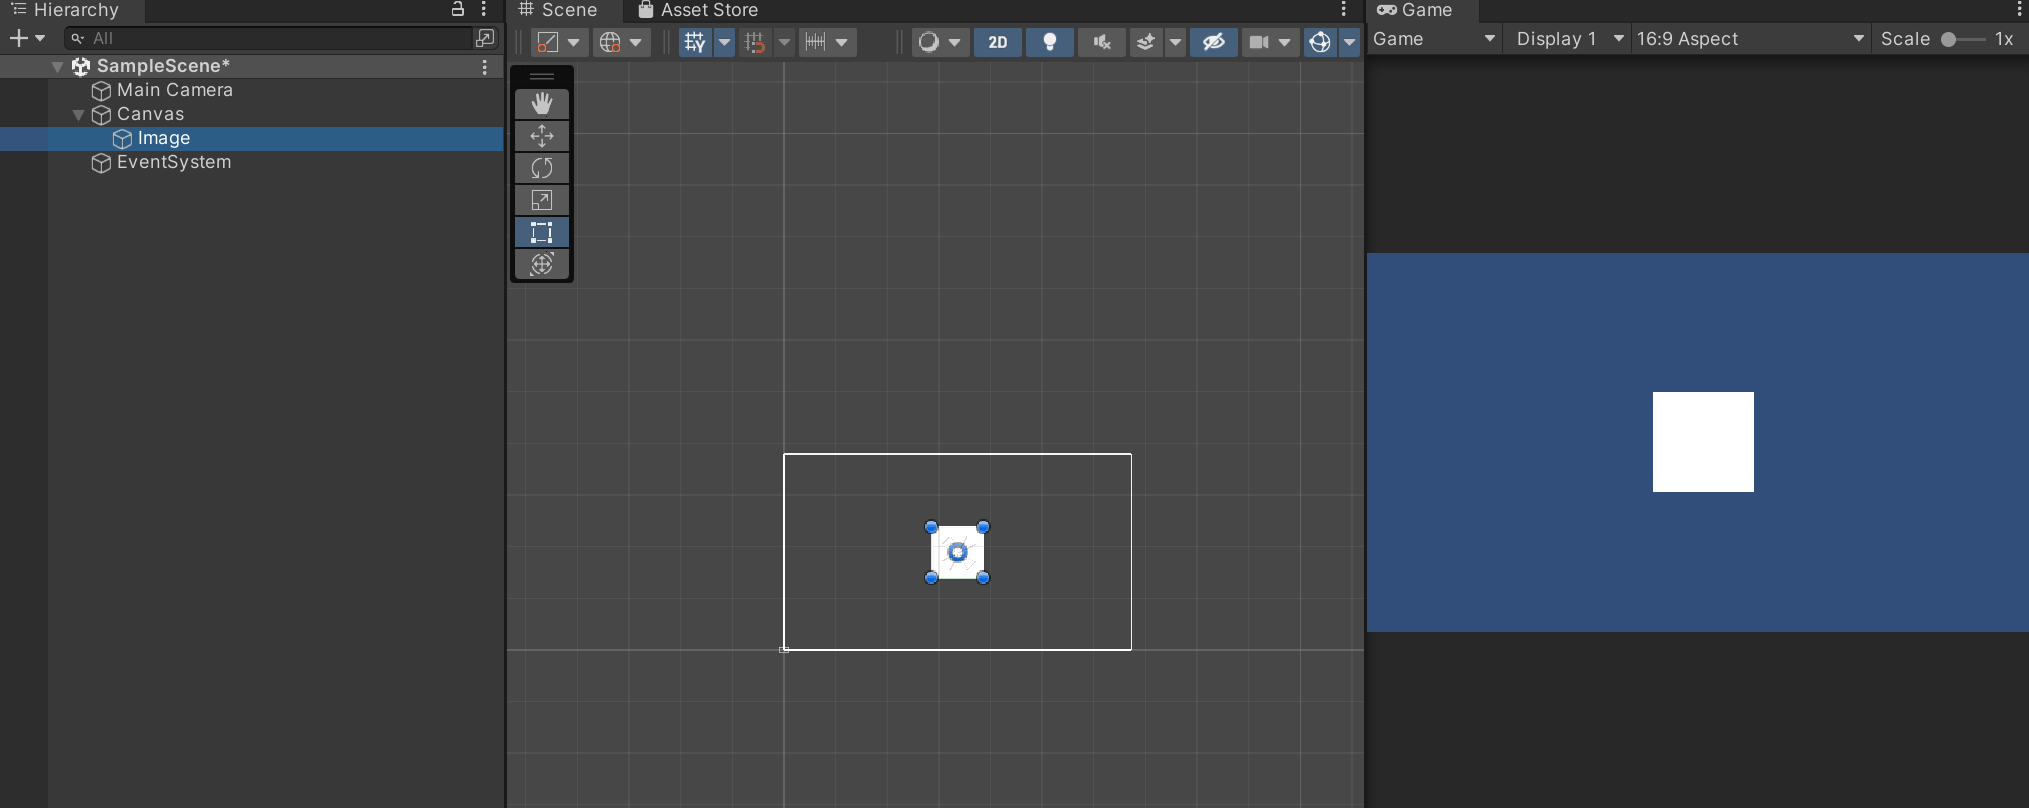 Hierarchy
All
SampleScene*
Main Camera
Canvas
Image
EventSystem
Scene
Asset Store
2D
Game
Game
Display 1
16:9 Aspect
Scale
1x